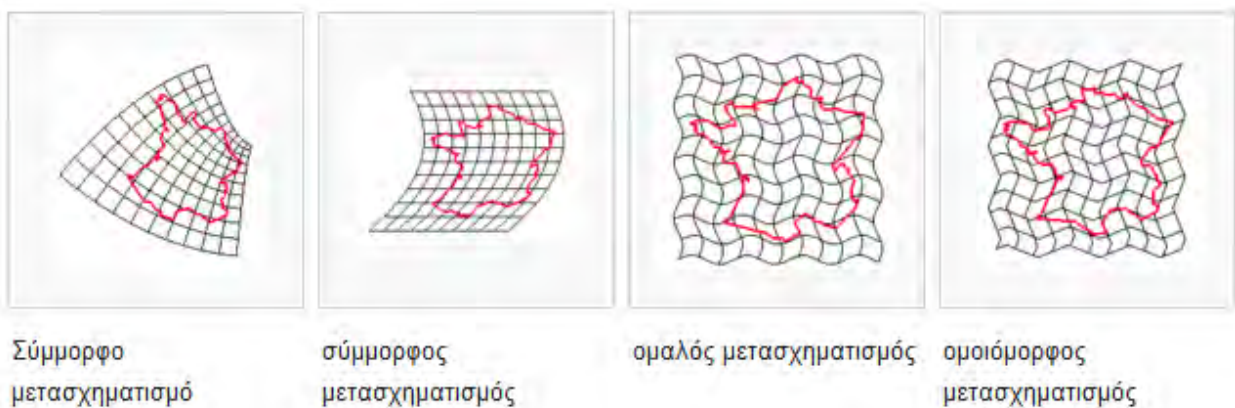 Σύμμορφο
μετασχηματισμό
σύμμορφος
μετασχηματισμός
ομαλός μετασχηματισμός
ομοιόμορφος
μετασχηματισμός